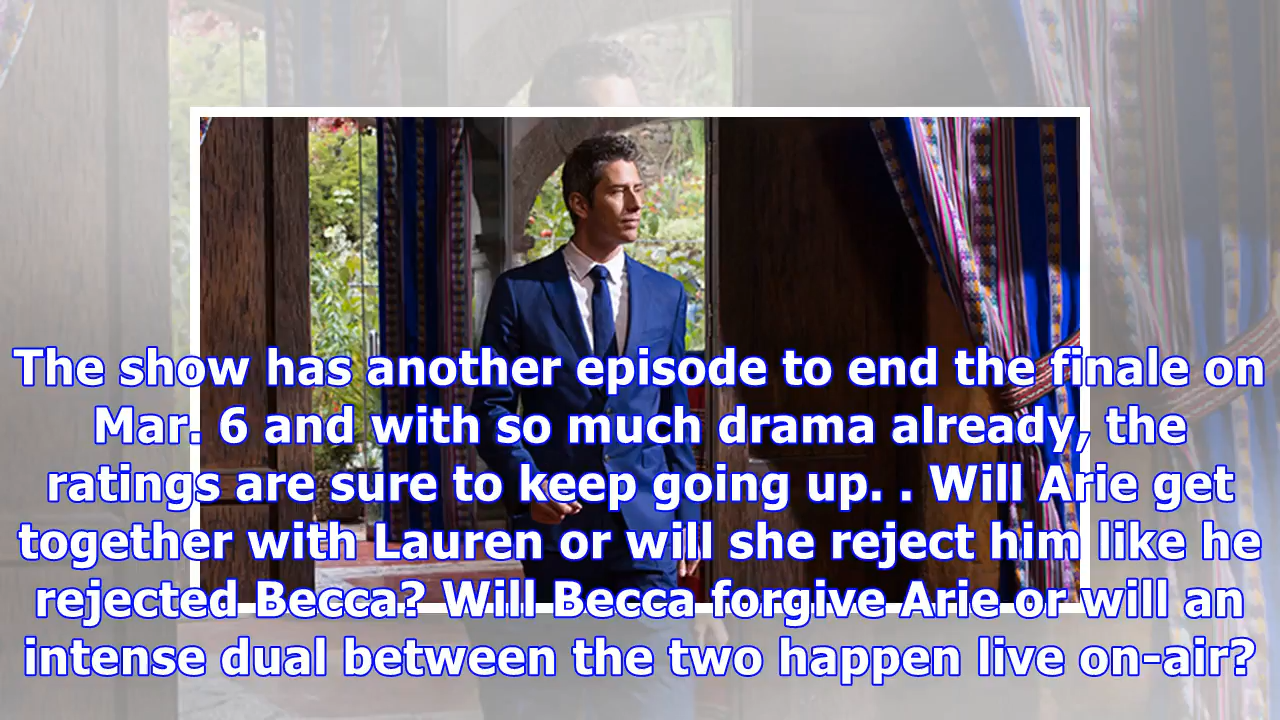 The show has another episode to end the finale on
Mar. 6 and with so much drama already, the
ratings are sure to keep going up. . Will Arie get
together with Lauren or will she reject him like he
rejected Becca? Will Becca forgive Arie or will an
intense dual between the two happen live on-air?